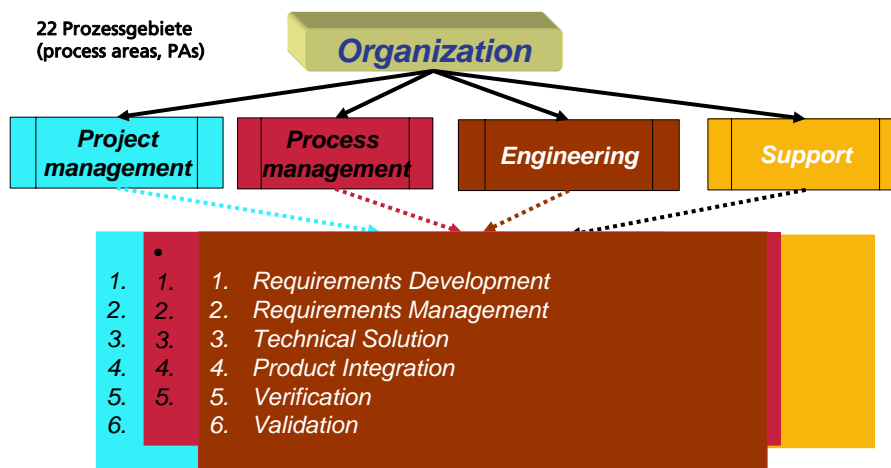 22 Prozessgebiete
(process areas, PAs)
Organization
Project
management
Process
management
Engineering
Support
•
1. 1. 1. Requirements Development
2. 2. 2. Requirements Management
3. 3. 3. Technical Solution
4. 4. 4. Product Integration
5. 5. 5. Verification
6. 6. Validation